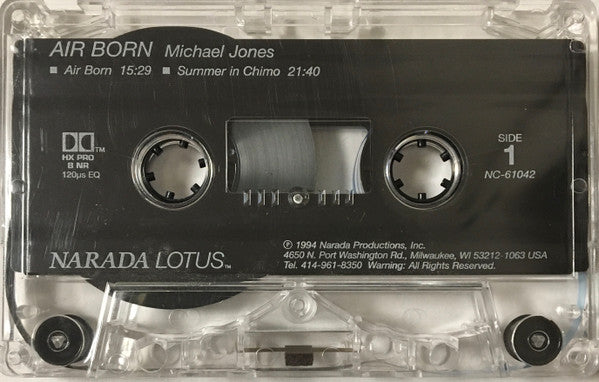 AIR BORN Michael Jones
▪ Air Born 15:29 ▪ Summer in Chimo 21:40
TM
HX PRO
B NR
120μs EQ
SIDE
1
NC-61042
℗ 1994 Narada Productions, Inc.
4650 N. Port Washington Rd., Milwaukee, WI 53212-1063 USA
Tel. 414-961-8350 Warning: All Rights Reserved.
NARADA LOTUS™